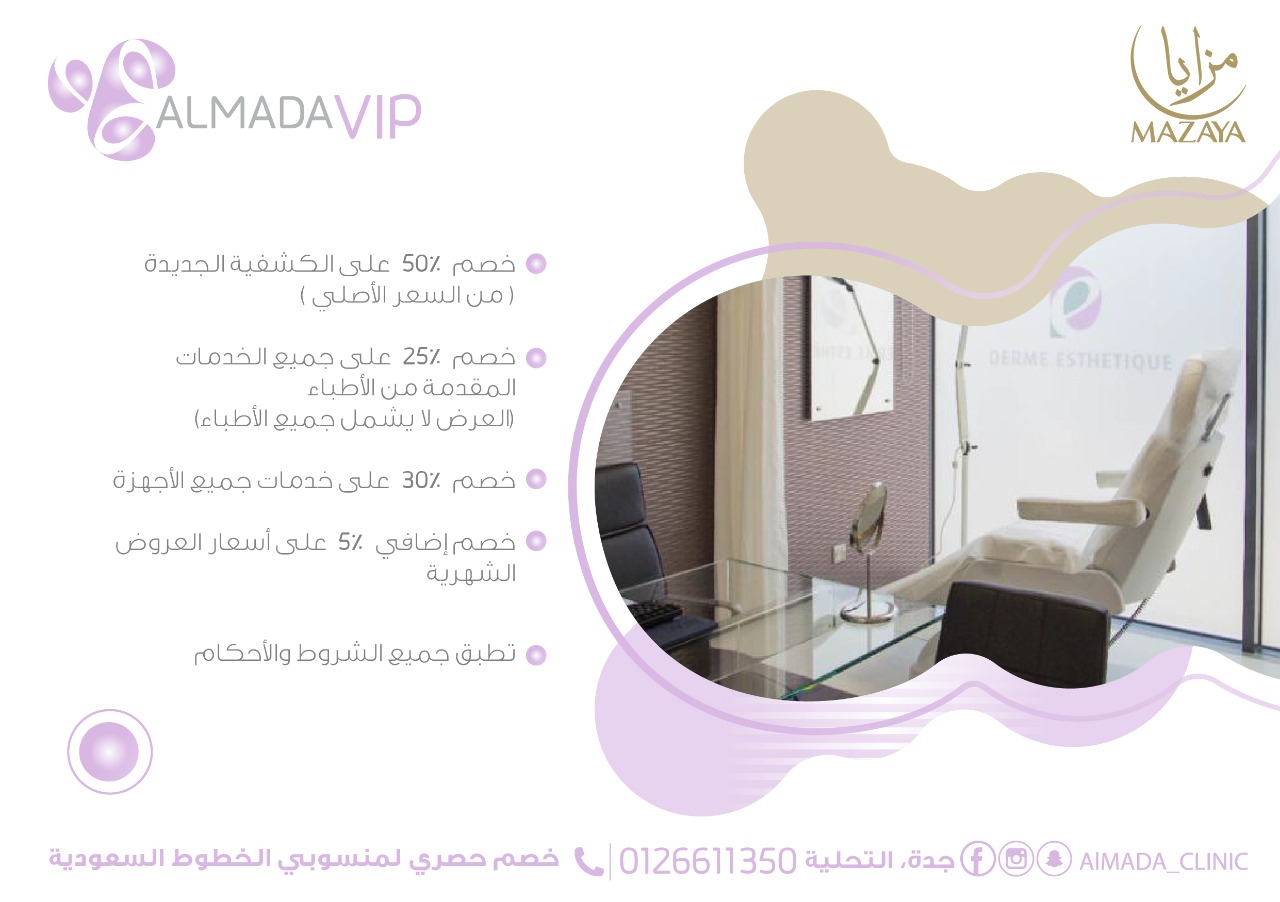 ALMADAVIP
مزايا
MAZAYA
خصم 50٪ على الكشفية الجديدة
( من السعر الأصلي )
خصم 25٪ على جميع الخدمات
المقدمة من الأطباء
(العرض لا يشمل جميع الأطباء)
خصم 30٪ على خدمات جميع الأجهزة
خصم إضافي 5٪ على أسعار العروض
الشهرية
تطبق جميع الشروط والأحكام
DERME ESTHETIQUE
خصم حصري لمنسوبي الخطوط السعودية
0126611350
جدة، التحلية
AlMADA_CLINIC